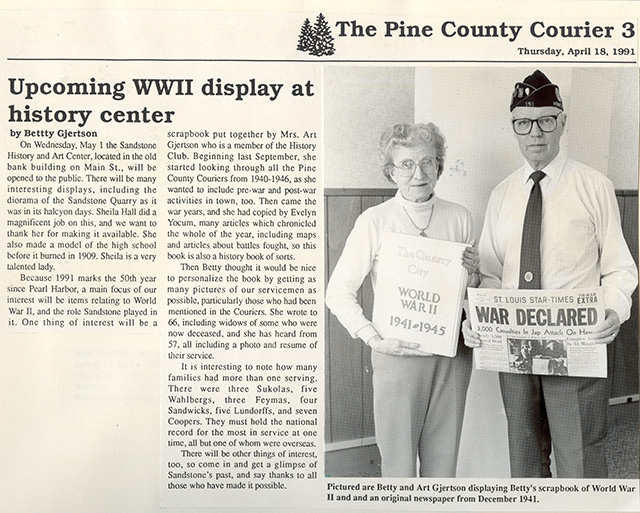 The Pine County Courier 3
Thursday, April 18, 1991
Upcoming WWII display at
history center
by Bettty Gjertson
On Wednesday, May 1 the Sandstone
History and Art Center, located in the old
bank building on Main St., will be
opened to the public. There will be many
interesting displays, including the
diorama of the Sandstone Quarry as it
was in its halcyon days. Sheila Hall did a
magnificent job on this, and we want to
thank her for making it available. She
also made a model of the high school
before it burned in 1909. Sheila is a very
talented lady.
Because 1991 marks the 50th year
since Pearl Harbor, a main focus of our
interest will be items relating to World
War II, and the role Sandstone played in
it. One thing of interest will be a
scrapbook put together by Mrs. Art
Gjertson who is a member of the History
Club. Beginning last September, she
started looking through all the Pine
County Couriers from 1940-1946, as she
wanted to include pre-war and post-war
activities in town, too. Then came the
war years, and she had copied by Evelyn
Yocum, many articles which chronicled
the whole of the year, including maps
and articles about battles fought, so this
book is also a history book of sorts.
Then Betty thought it would be nice
to personalize the book by getting as
many pictures of our servicemen as
possible, particularly those who had been
mentioned in the Couriers. She wrote to
66, including widows of some who were
now deceased, and she has heard from
57, all including a photo and resume of
their service.
It is interesting to note how many
families had more than one serving.
There were three Sukolas, five
Wahlbergs, three Feymas, four
Sandwicks, five Lundorffs, and seven
Coopers. They must hold the national
record for the most in service at one
time, all but one of whom were overseas.
There will be other things of interest,
too, so come in and get a glimpse of
Sandstone's past, and say thanks to all
those who have made it possible.
The Quarry
City
WORLD
WAR II
1941-1945
ST. LOUIS STAR-TIMES
EXTRA
WAR DECLARED
3,000 Casualties In Jap Attack On
Pictured are Betty and Art Gjertson displaying Betty's scrapbook of World War
II and and an original newspaper from December 1941.